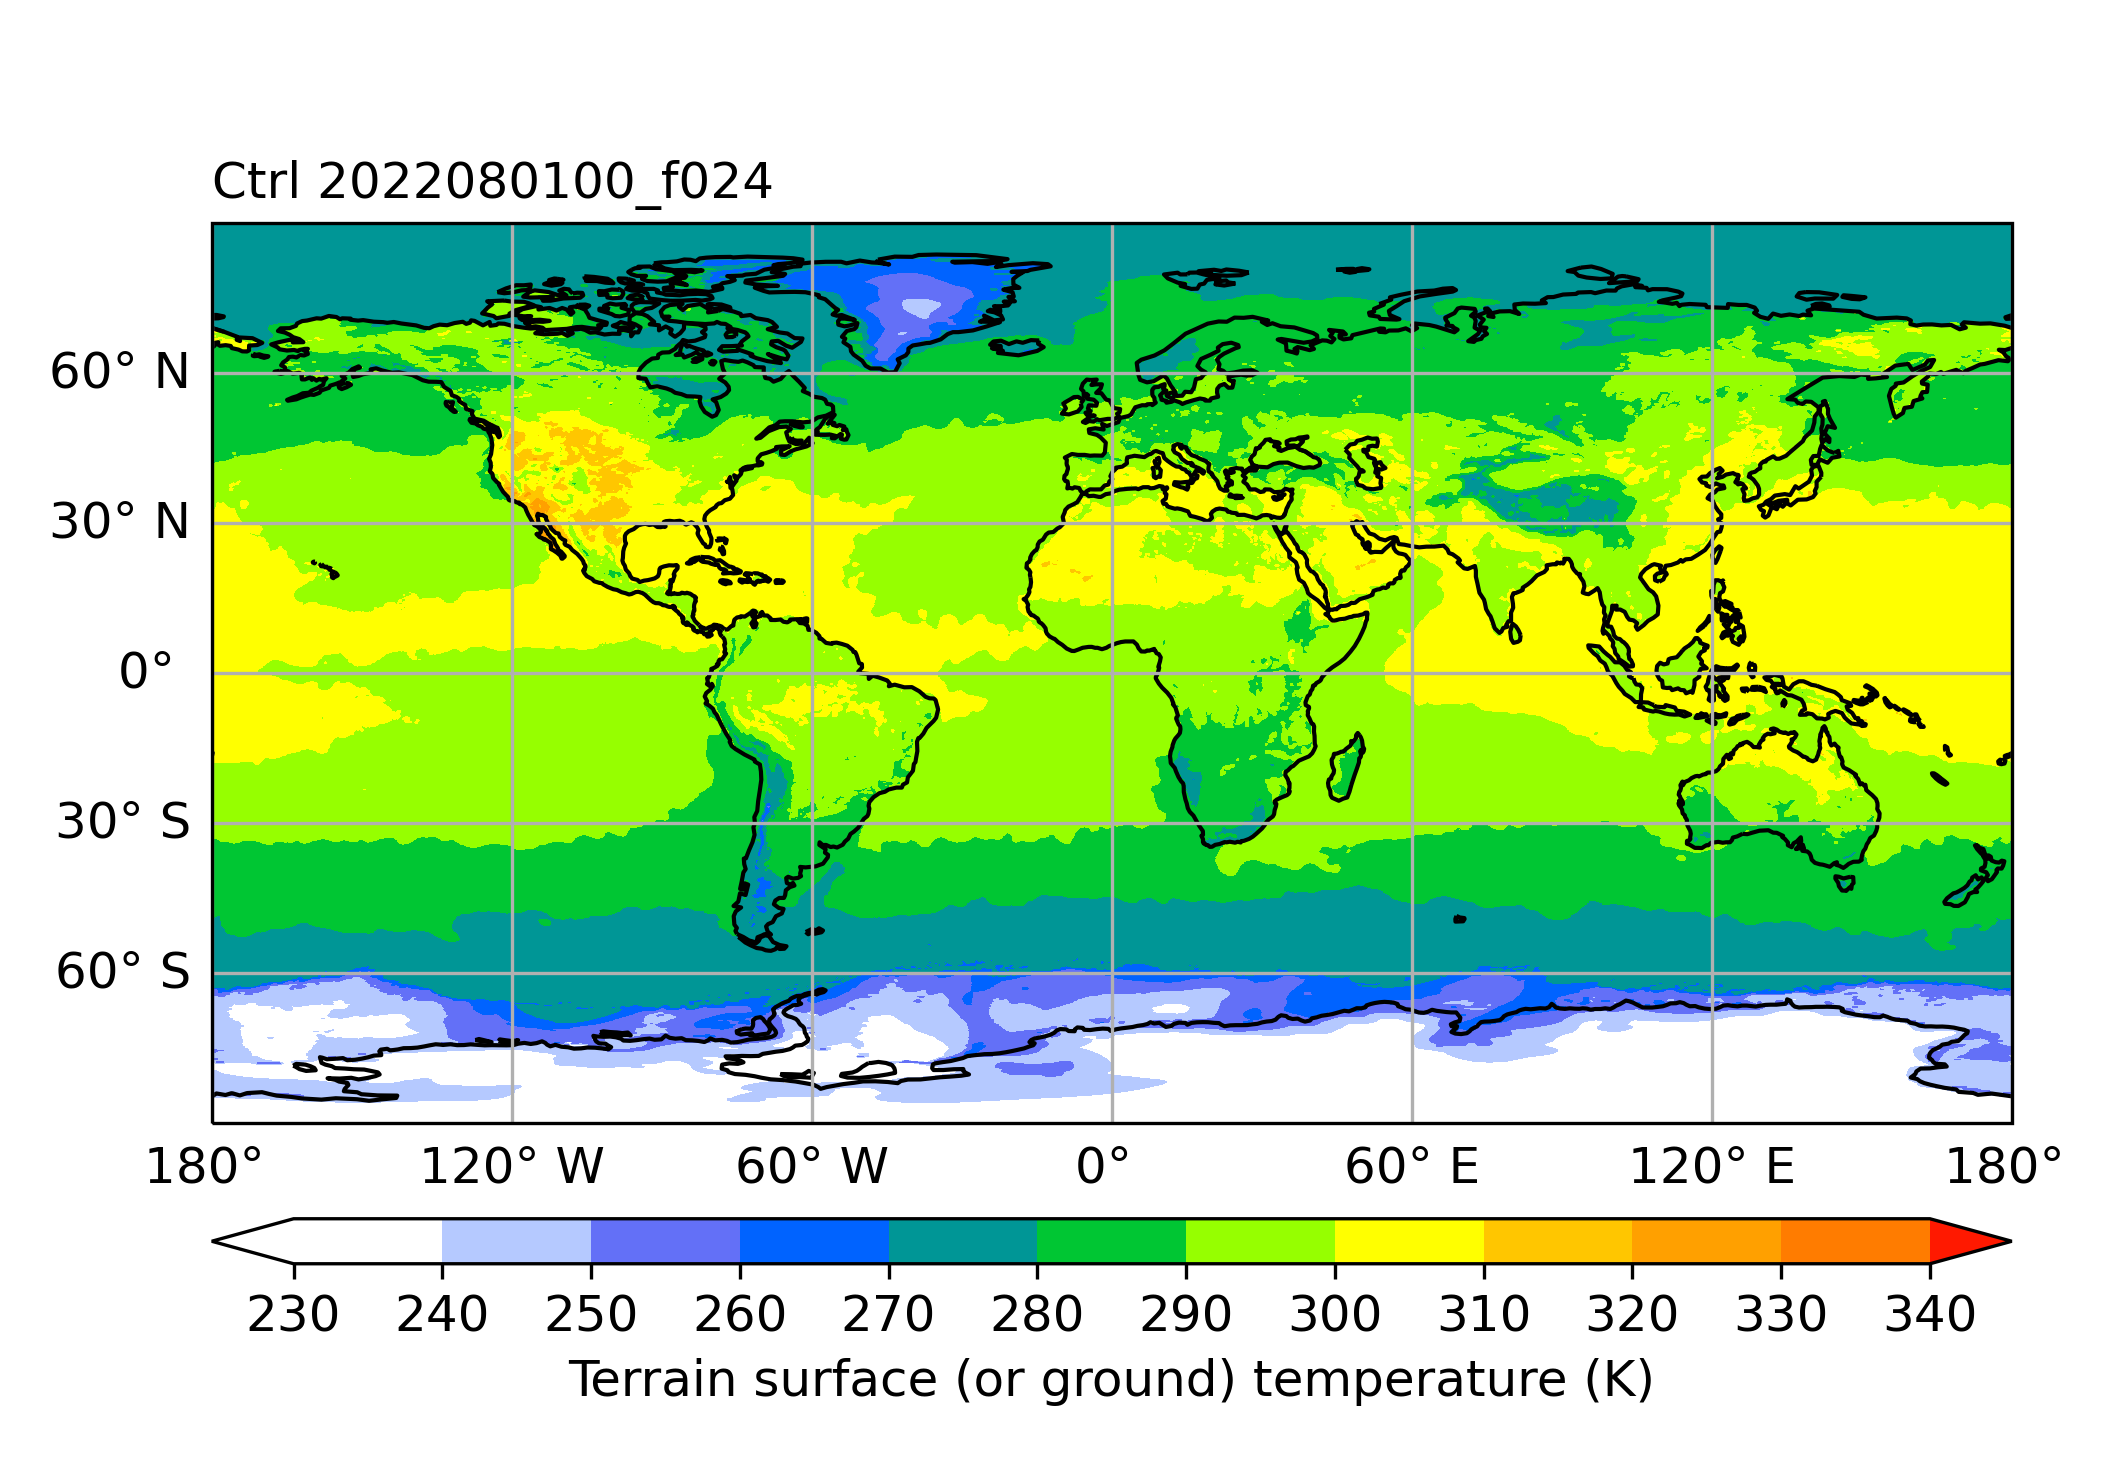 Ctrl 2022080100_f024
60° N
30° N
0°
30° S
60° S
180° 120° W 60° W 0° 60° E 120° E 180°
230 240 250 260 270 280 290 300 310 320 330 340
Terrain surface (or ground) temperature (K)